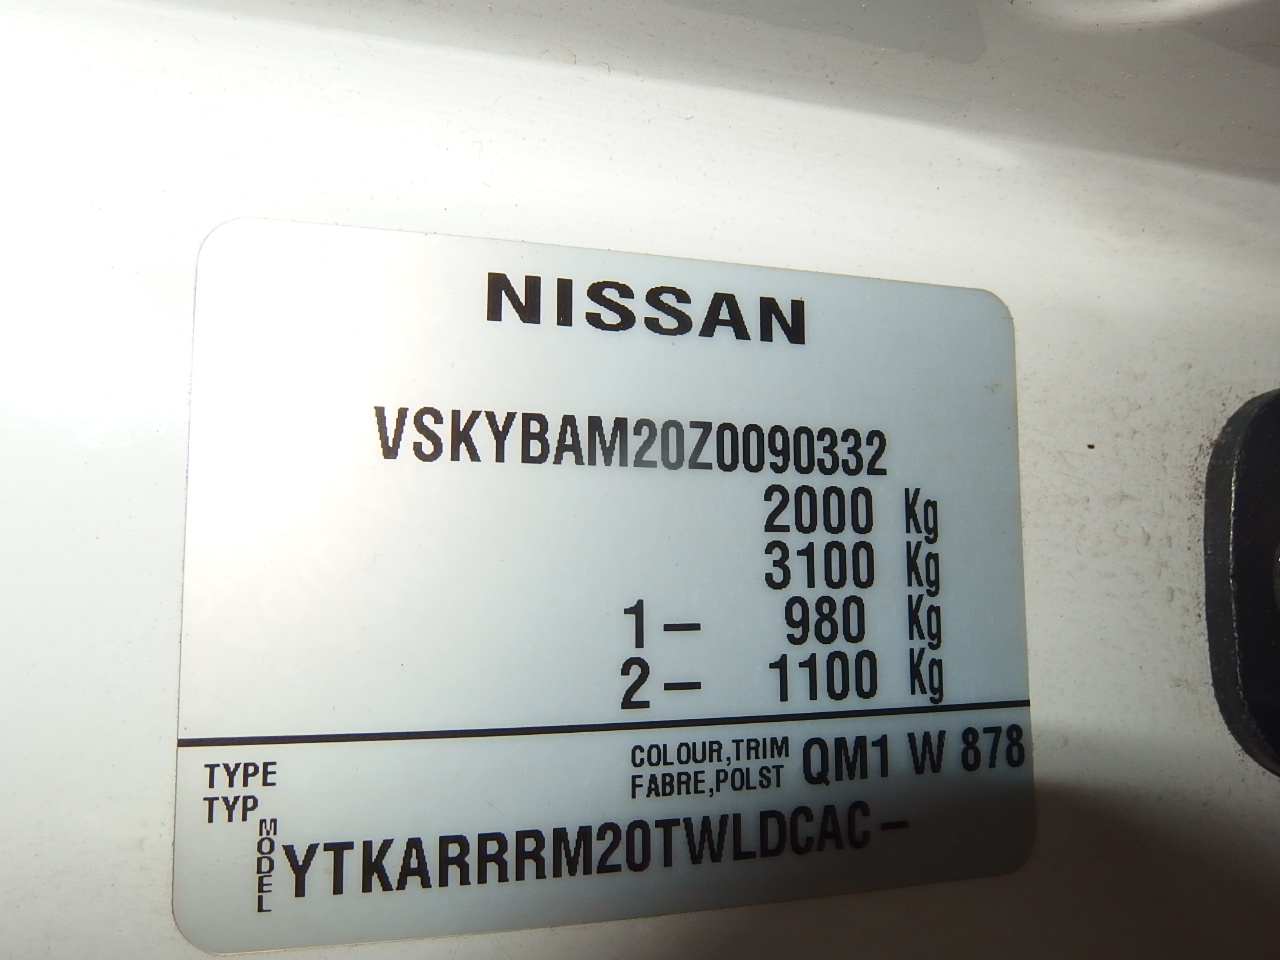 NISSAN
VSKYBAM20Z0090332
2000 Kg
3100 Kg
1- 980 Kg
2- 1100 Kg
TYPE
TYP
COLOUR,TRIM
FABRE,POLST
QM1 W 878
MODEL
YTKARRRM20TWLDCAC-